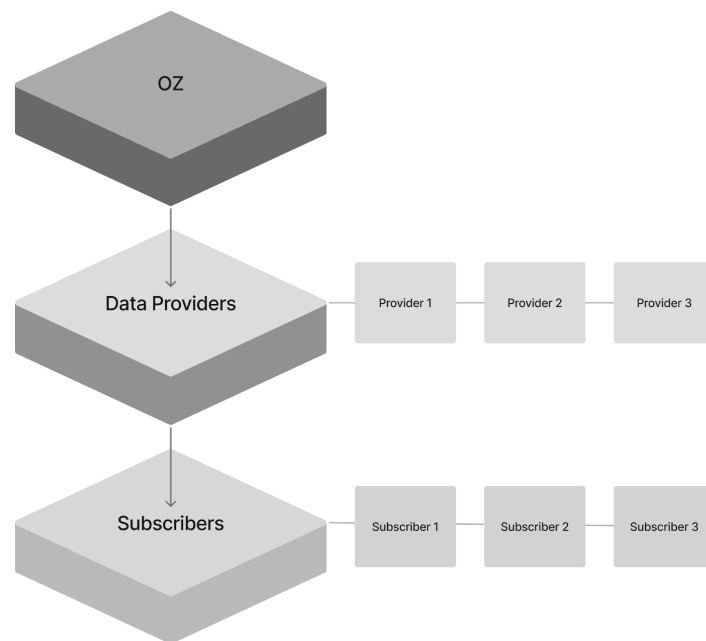 OZ
Data Providers
Provider 1
Provider 2
Provider 3
Subscribers
Subscriber 1
Subscriber 2
Subscriber 3